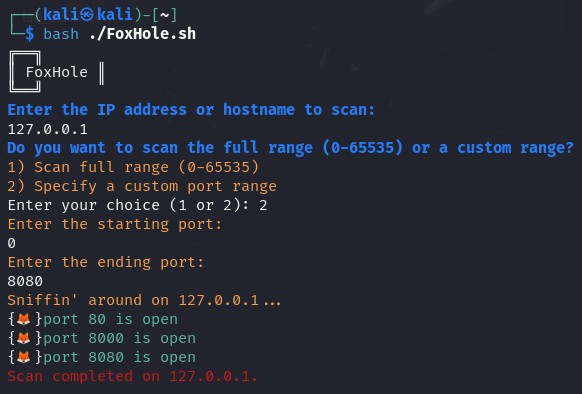 ┌──(kali㉿kali)-[~]
└─$ bash ./FoxHole.sh
FoxHole
Enter the IP address or hostname to scan:
127.0.0.1
Do you want to scan the full range (0-65535) or a custom range?
1) Scan full range (0-65535)
2) Specify a custom port range
Enter your choice (1 or 2): 2
Enter the starting port:
0
Enter the ending port:
8080
Sniffin' around on 127.0.0.1...
{🦊}port 80 is open
{🦊}port 8000 is open
{🦊}port 8080 is open
Scan completed on 127.0.0.1.